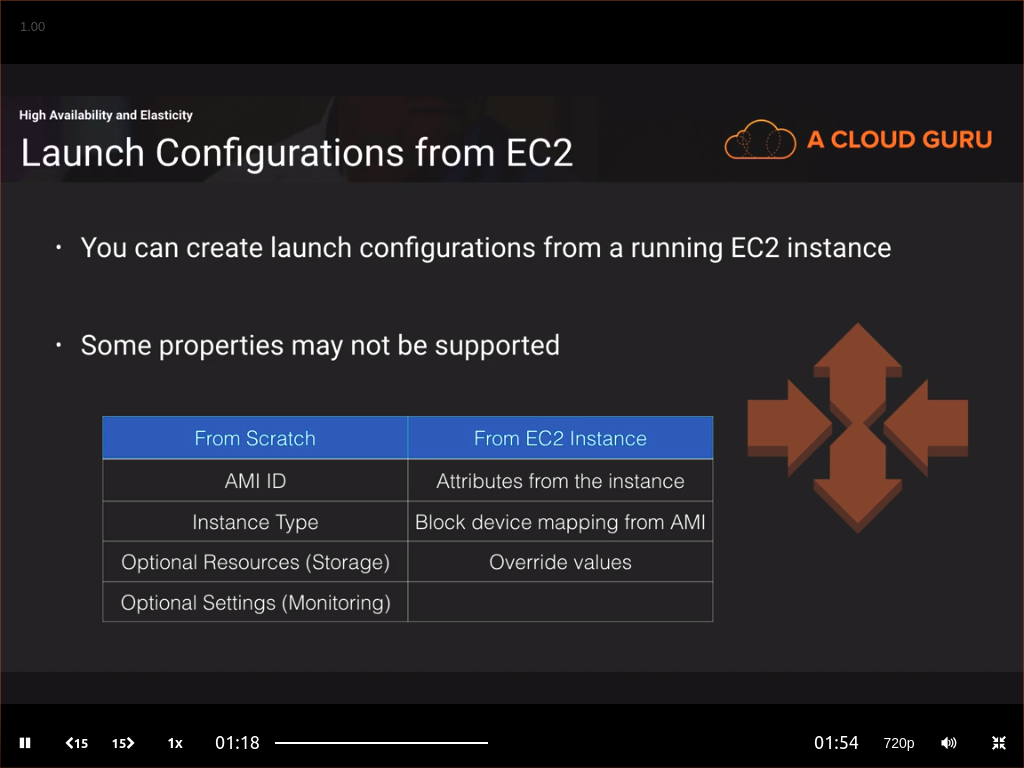 1.00
High Availability and Elasticity
Launch Configurations from EC2
A CLOUD GURU
• You can create launch configurations from a running EC2 instance
• Some properties may not be supported
From Scratch From EC2 Instance
AMI ID Attributes from the instance
Instance Type Block device mapping from AMI
Optional Resources (Storage) Override values
Optional Settings (Monitoring)
15 15 1x 01:18 01:54 720p